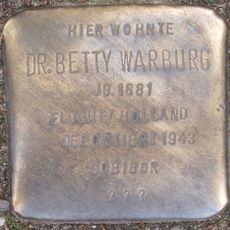 HIER WOHNTE
DR. BETTY WARBURG
JG. 1881
FLUCHT HOLLAND
DEPORTIERT 1943
SOBIBOR
? ? ?